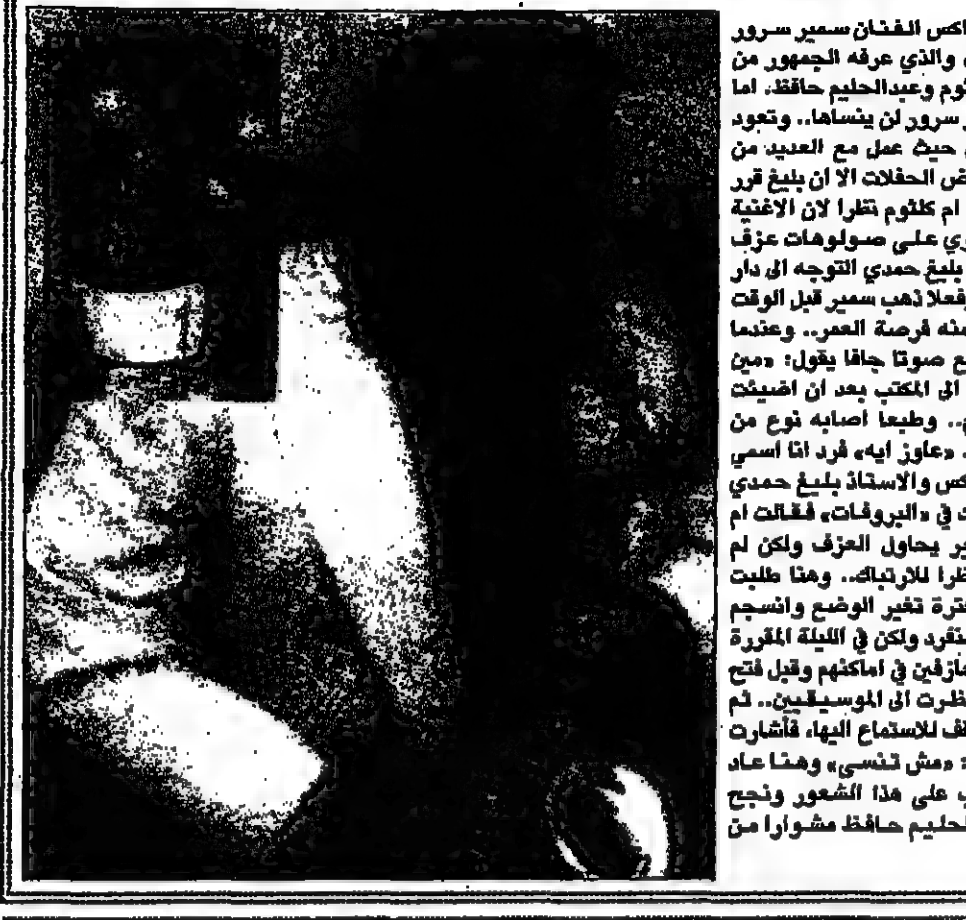 اكس الفنان سمير سرور
والذي عرفه الجمهور من
ثوم وعبدالحليم حافظ، اما
سرور لن ينساها.. وتعود
حيث عمل مع العديد من
ض الحفلات الا ان بليغ قرر
ام كلثوم نظرا لان الاغنية
وي على صولوهات عزف
بليغ حمدي التوجه الى دار
فعلا ذهب سمير قبل الوقت
منه فرصة العمر.. وعندما
ع صوتا جافا يقول: «مين
الى المكتب بعد ان اضيئت
.. وطبعا اصابه نوع من
«عاوز ايه» فرد انا اسمي
كس والاستاذ بليغ حمدي
ك في «البروفات» فقالت ام
ير يحاول العزف ولكن لم
ظرا للارتباك.. وهنا طلبت
فترة تغير الوضع وانسجم
منفرد ولكن في الليلة المقررة
عازفين في اماكنهم وقبل فتح
نظرت الى الموسيقيين.. ثم
قف للاستماع اليها، فأشارت
: «مش تنسى» وهنا عاد
ب على هذا الشعور ونجح
لحليم حافظ مشوارا من